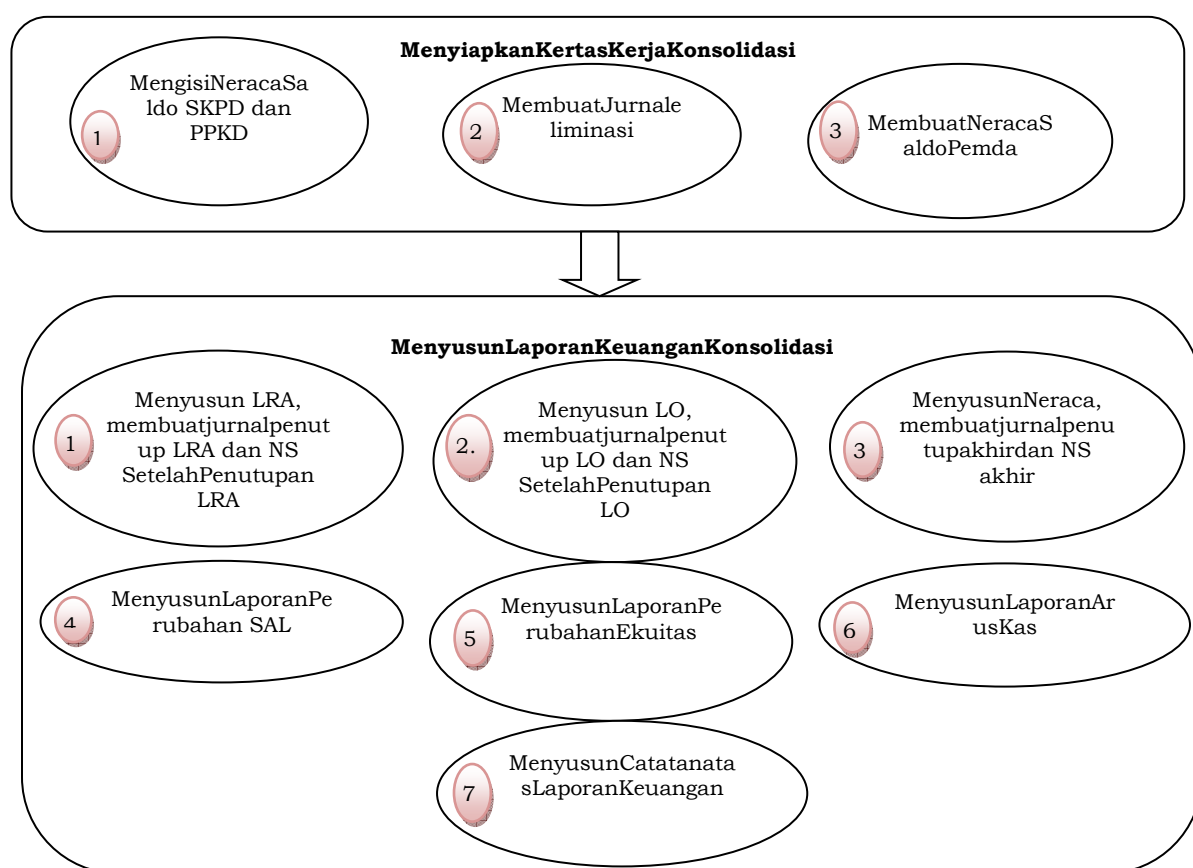 MenyiapkanKertasKerjaKonsolidasi
1
MengisiNeracaSa
ldo SKPD dan
PPKD
2
MembuatJurnale
liminasi
3
MembuatNeracaS
aldoPemda
MenyusunLaporanKeuanganKonsolidasi
1
Menyusun LRA,
membuatjurnalpenut
up LRA dan NS
SetelahPenutupan
LRA
2.
Menyusun LO,
membuatjurnalpenut
up LO dan NS
SetelahPenutupan
LO
3
MenyusunNeraca,
membuatjurnalpenu
tupakhirdan NS
akhir
4
MenyusunLaporanPe
rubahan SAL
5
MenyusunLaporanPe
rubahanEkuitas
6
MenyusunLaporanAr
usKas
7
MenyusunCatatanata
sLaporanKeuangan